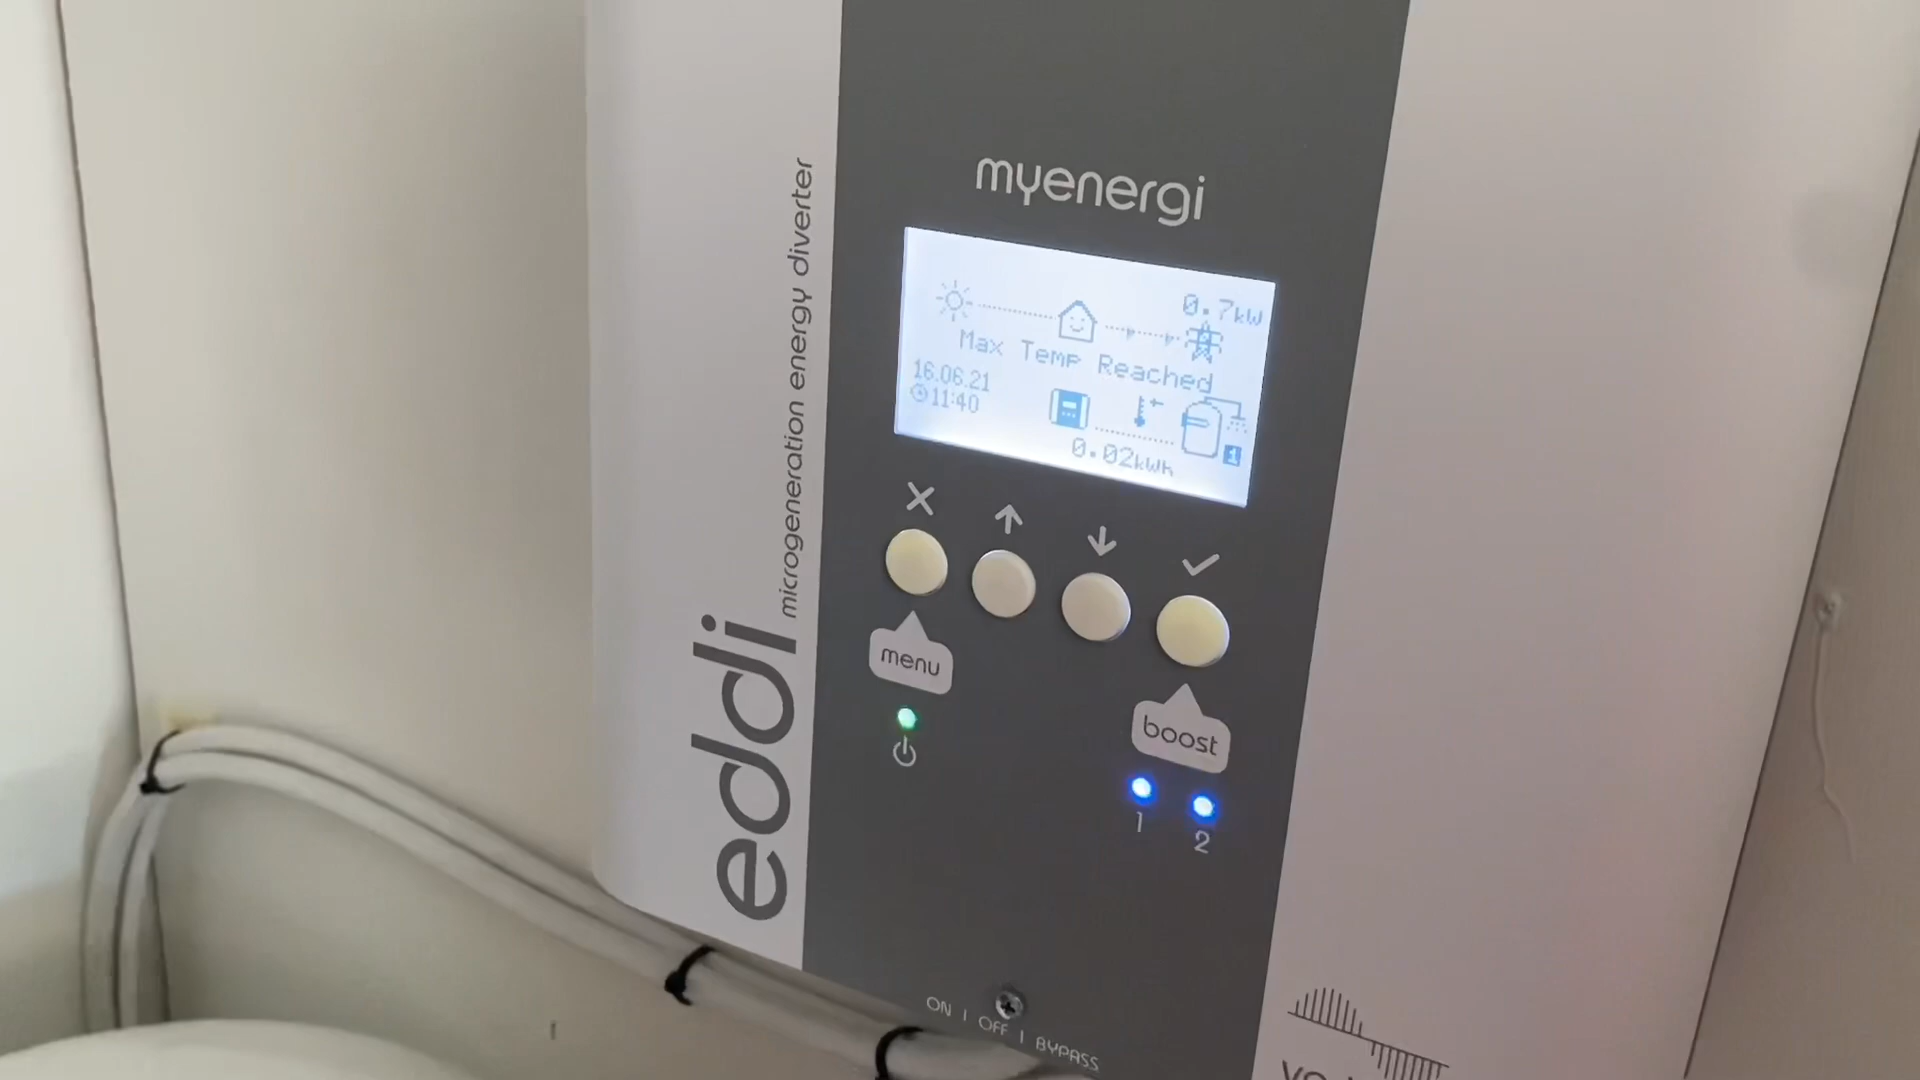 myenergi
0.7kW
Max Temp Reached
16.06.21
11:40
0.02kWh
1
menu
boost
1
2
eddi
microgeneration energy diverter
ON | OFF | BYPASS